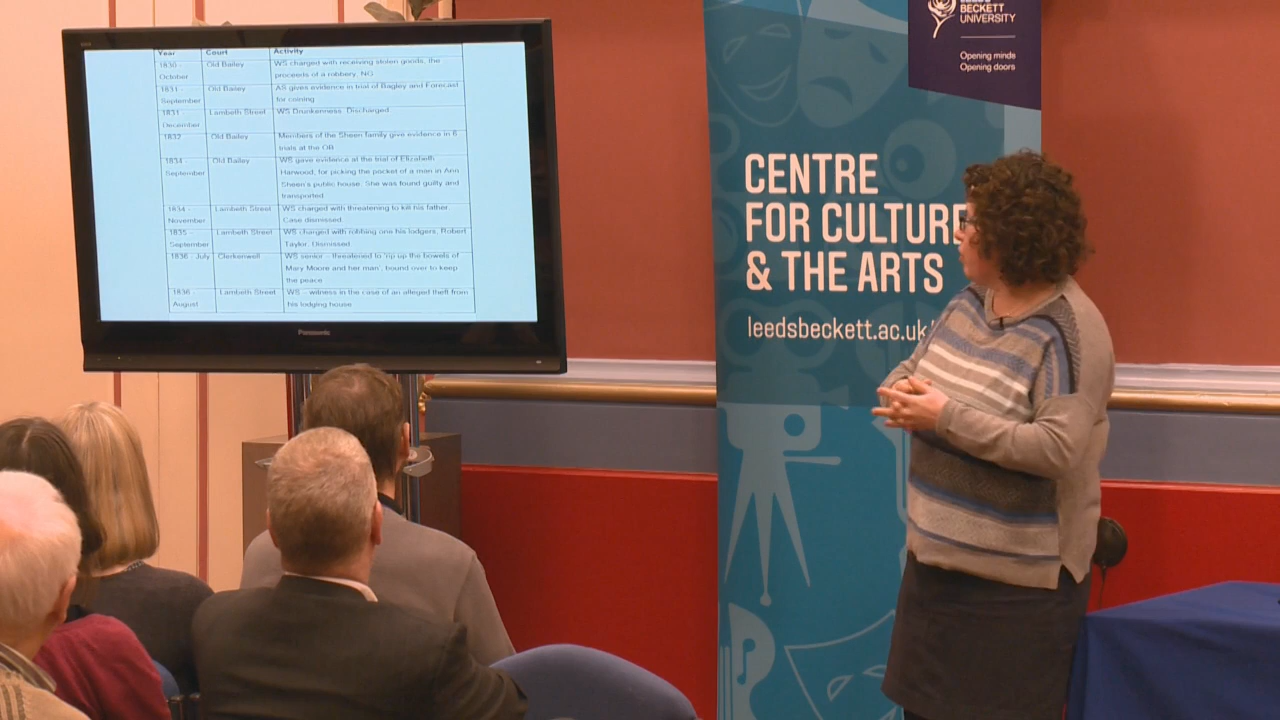 Year Court Activity
1830 - Old Bailey WS charged with receiving stolen goods, the
October proceeds of a robbery, NG
1831 - Old Bailey AS gives evidence in trial of Bagley and Forecast
September for coining
1831 Lambeth Street WS Drunkenness. Discharged
December
1832 Old Bailey Members of the Sheen family give evidence in 6
trials at the OB
1834 - Old Bailey WS gave evidence at the trial of Elizabeth
September Harwood, for picking the pocket of a man in Ann
Sheen's public house. She was found guilty and
transported.
1834 - Lambeth Street WS charged with threatening to kill his father.
November Case dismissed.
1835 - Lambeth Street WS charged with robbing one his lodgers, Robert
September Taylor. Dismissed
1836 - July Clerkenwell WS senior – threatened to 'rip up the bowels of
Mary Moore and her man', bound over to keep
the peace
1836 Lambeth Street WS – witness in the case of an alleged theft from
August his lodging house
Panasonic
BECKETT
UNIVERSITY
Opening minds
Opening doors
CENTRE
FOR CULTURE
& THE ARTS
leedsbeckett.ac.uk